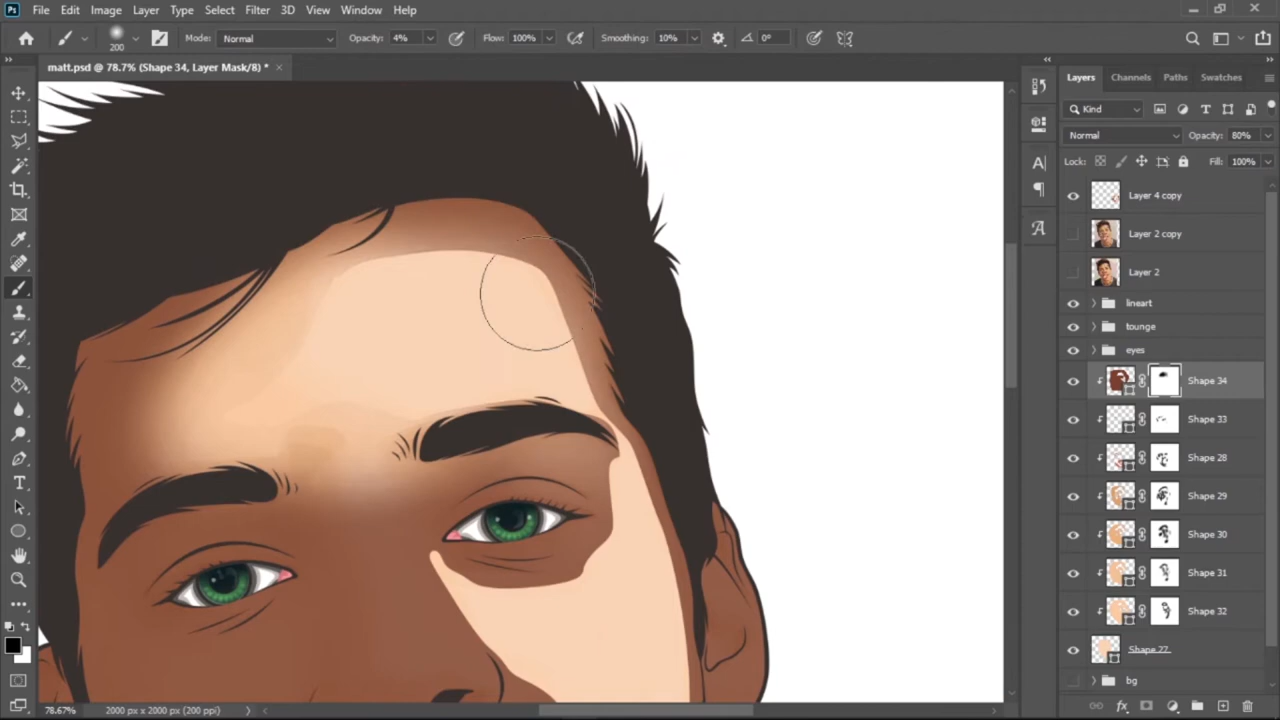 Ps File Edit Image Layer Type Select Filter 3D View Window Help
200 Mode: Normal Opacity: 4% Flow: 100% Smoothing: 10% 0°
matt.psd @ 78.7% (Shape 34, Layer Mask/8) * ×
Layers Channels Paths Swatches
Kind
Normal Opacity: 80%
Lock: Fill: 100%
Layer 4 copy
Layer 2 copy
Layer 2
lineart
tounge
eyes
Shape 34
Shape 33
Shape 28
Shape 29
Shape 30
Shape 31
Shape 32
Shape 27
bg
78.67% 2000 px x 2000 px (200 ppi)